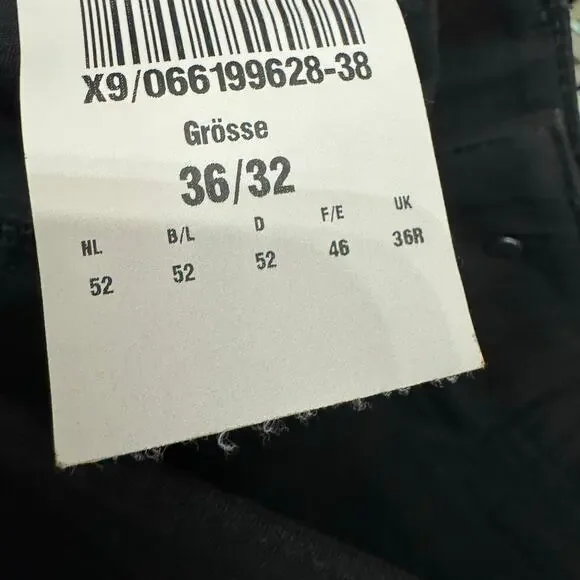 X9/066199628-38
Grösse
36/32
NL B/L D F/E UK
52 52 52 46 36R